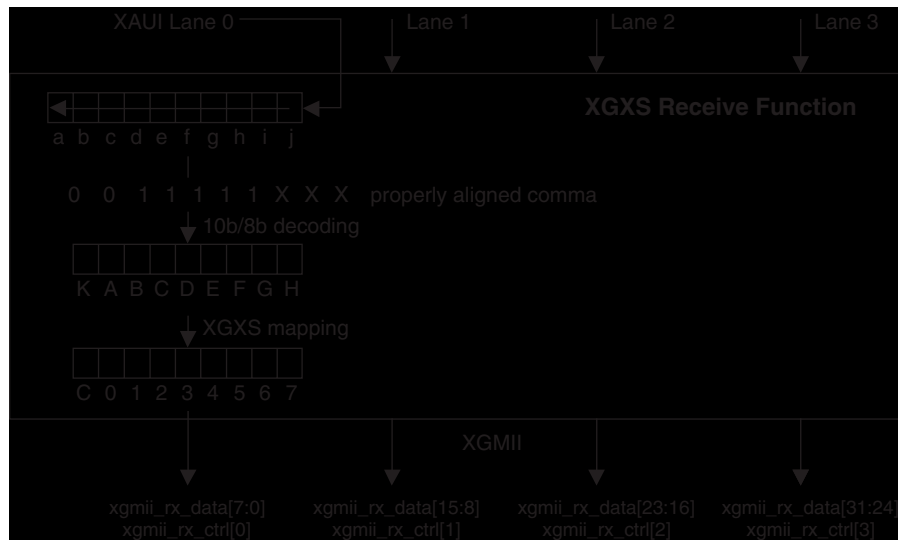 XAUI Lane 0 Lane 1 Lane 2 Lane 3
XGXS Receive Function
a b c d e f g h i j
0 0 1 1 1 1 1 X X X properly aligned comma
10b/8b decoding
K A B C D E F G H
XGXS mapping
C 0 1 2 3 4 5 6 7
XGMII
xgmii_rx_data[7:0] xgmii_rx_data[15:8] xgmii_rx_data[23:16] xgmii_rx_data[31:24]
xgmii_rx_ctrl[0] xgmii_rx_ctrl[1] xgmii_rx_ctrl[2] xgmii_rx_ctrl[3]